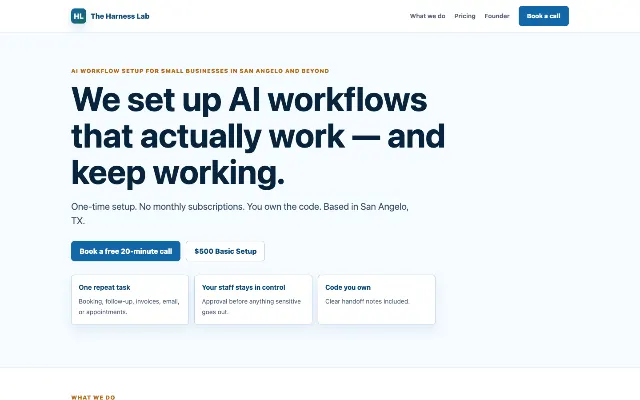 HL The Harness Lab
What we do Pricing Founder Book a call
AI WORKFLOW SETUP FOR SMALL BUSINESSES IN SAN ANGELO AND BEYOND
We set up AI workflows
that actually work — and
keep working.
One-time setup. No monthly subscriptions. You own the code. Based in San Angelo,
TX.
Book a free 20-minute call $500 Basic Setup
One repeat task
Booking, follow-up, invoices, email,
or appointments.
Your staff stays in control
Approval before anything sensitive
goes out.
Code you own
Clear handoff notes included.
WHAT WE DO